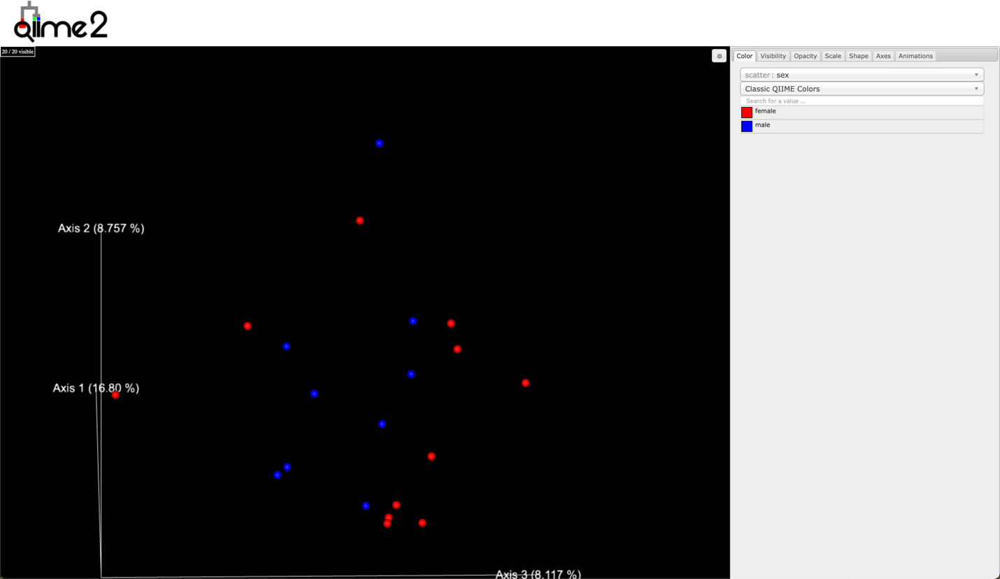 qiime2
20 / 20 visible
Color Visibility Opacity Scale Shape Axes Animations
scatter : sex
Classic QIIME Colors
Search for a value ...
female
male
Axis 2 (8.757 %)
Axis 1 (16.80 %)
Axis 3 (8.117 %)